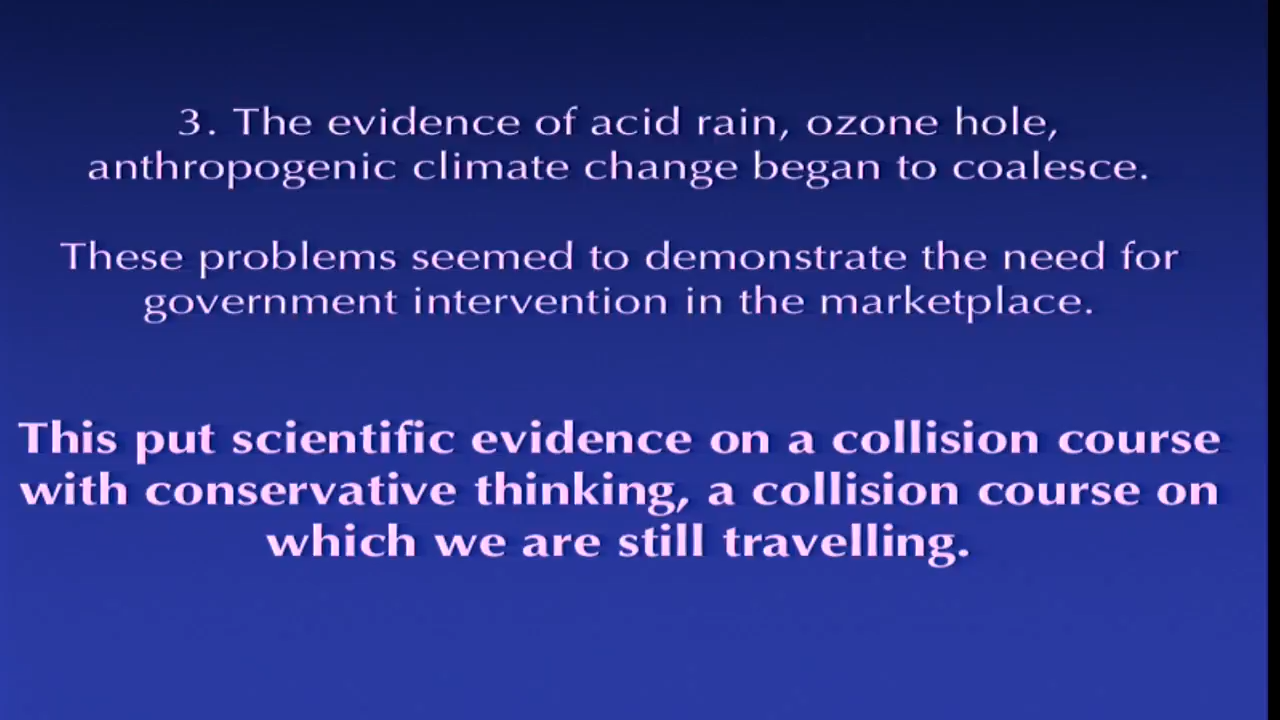 3. The evidence of acid rain, ozone hole,
anthropogenic climate change began to coalesce.
These problems seemed to demonstrate the need for
government intervention in the marketplace.
This put scientific evidence on a collision course
with conservative thinking, a collision course on
which we are still travelling.